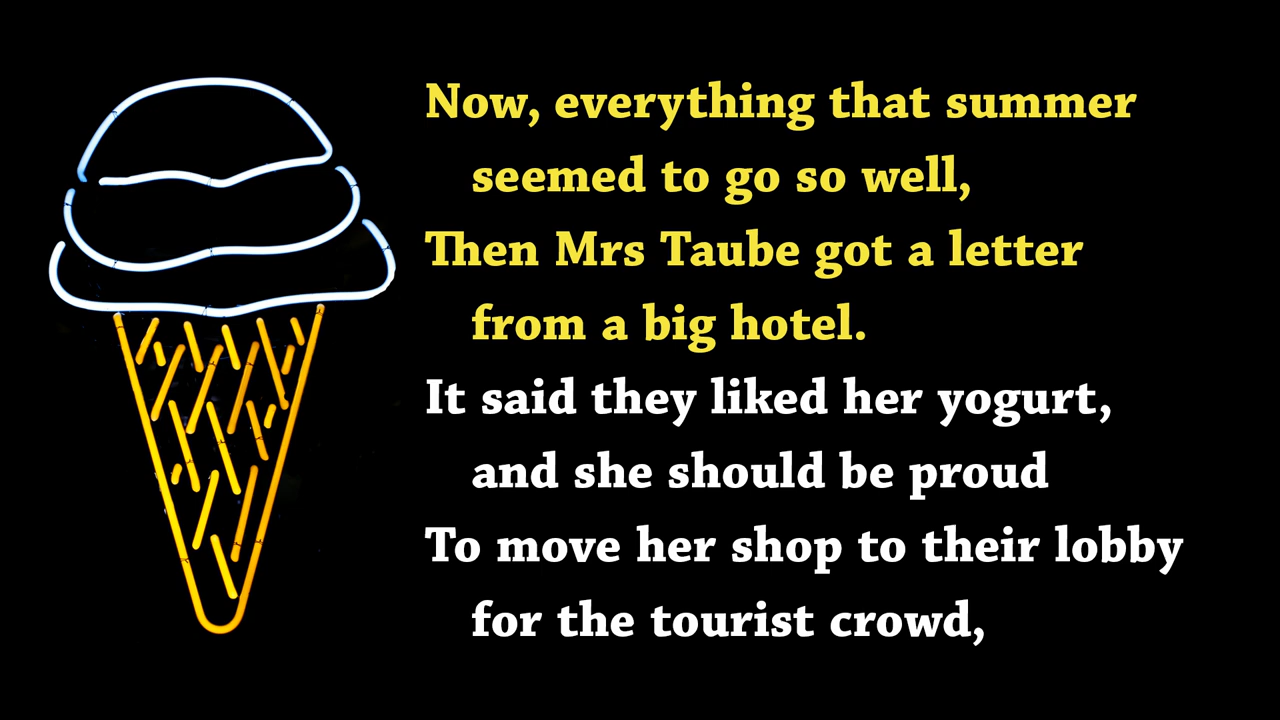 Now, everything that summer
seemed to go so well,
Then Mrs Taube got a letter
from a big hotel.
It said they liked her yogurt,
and she should be proud
To move her shop to their lobby
for the tourist crowd,